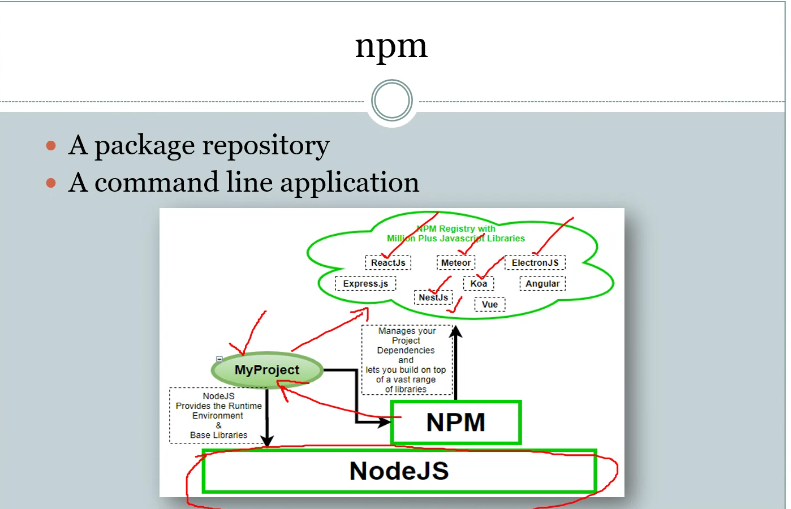 npm
A package repository
A command line application
NPM Registry with
Million Plus Javascript Libraries
ReactJs
Meteor
ElectronJS
Express.js
NestJs
Koa
Angular
Vue
Manages your
Project
Dependencies
and
lets you build on top
of a vast range
of libraries
MyProject
NodeJS
Provides the Runtime
Environment
&
Base Libraries
NPM
NodeJS